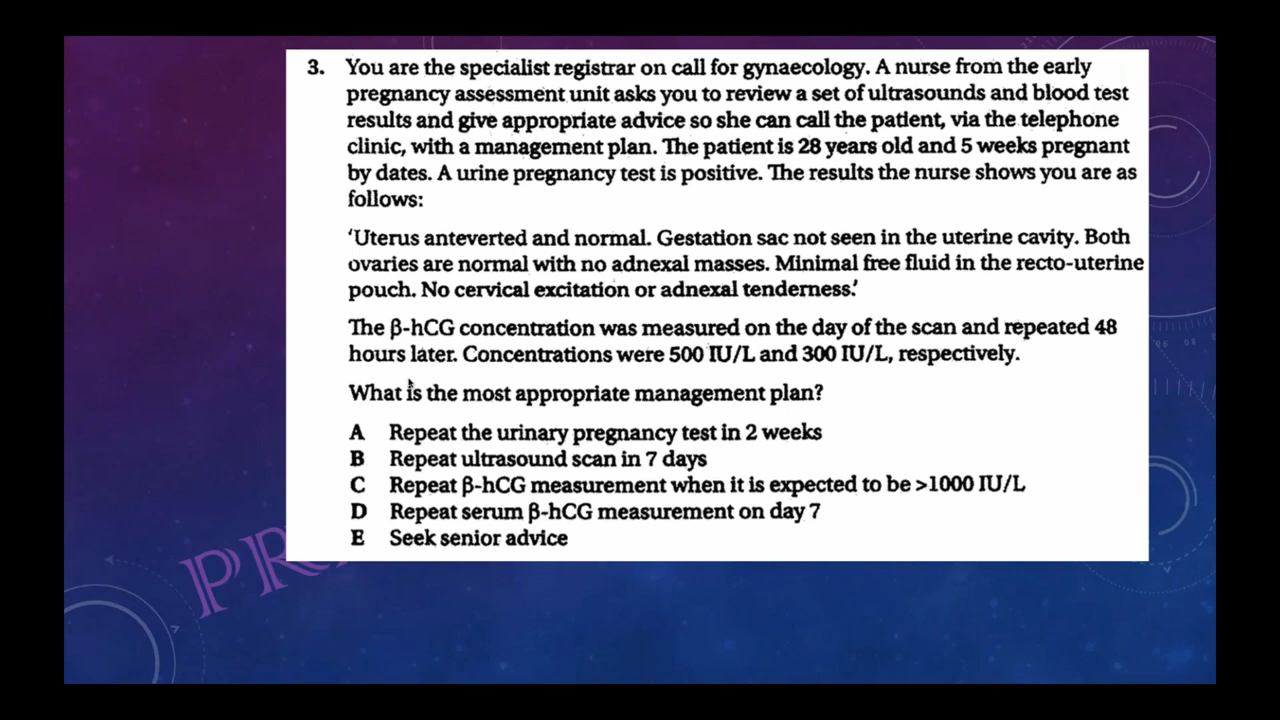 3. You are the specialist registrar on call for gynaecology. A nurse from the early
pregnancy assessment unit asks you to review a set of ultrasounds and blood test
results and give appropriate advice so she can call the patient, via the telephone
clinic, with a management plan. The patient is 28 years old and 5 weeks pregnant
by dates. A urine pregnancy test is positive. The results the nurse shows you are as
follows:
‘Uterus anteverted and normal. Gestation sac not seen in the uterine cavity. Both
ovaries are normal with no adnexal masses. Minimal free fluid in the recto-uterine
pouch. No cervical excitation or adnexal tenderness.’
The β-hCG concentration was measured on the day of the scan and repeated 48
hours later. Concentrations were 500 IU/L and 300 IU/L, respectively.
What is the most appropriate management plan?
A Repeat the urinary pregnancy test in 2 weeks
B Repeat ultrasound scan in 7 days
C Repeat β-hCG measurement when it is expected to be >1000 IU/L
D Repeat serum β-hCG measurement on day 7
E Seek senior advice